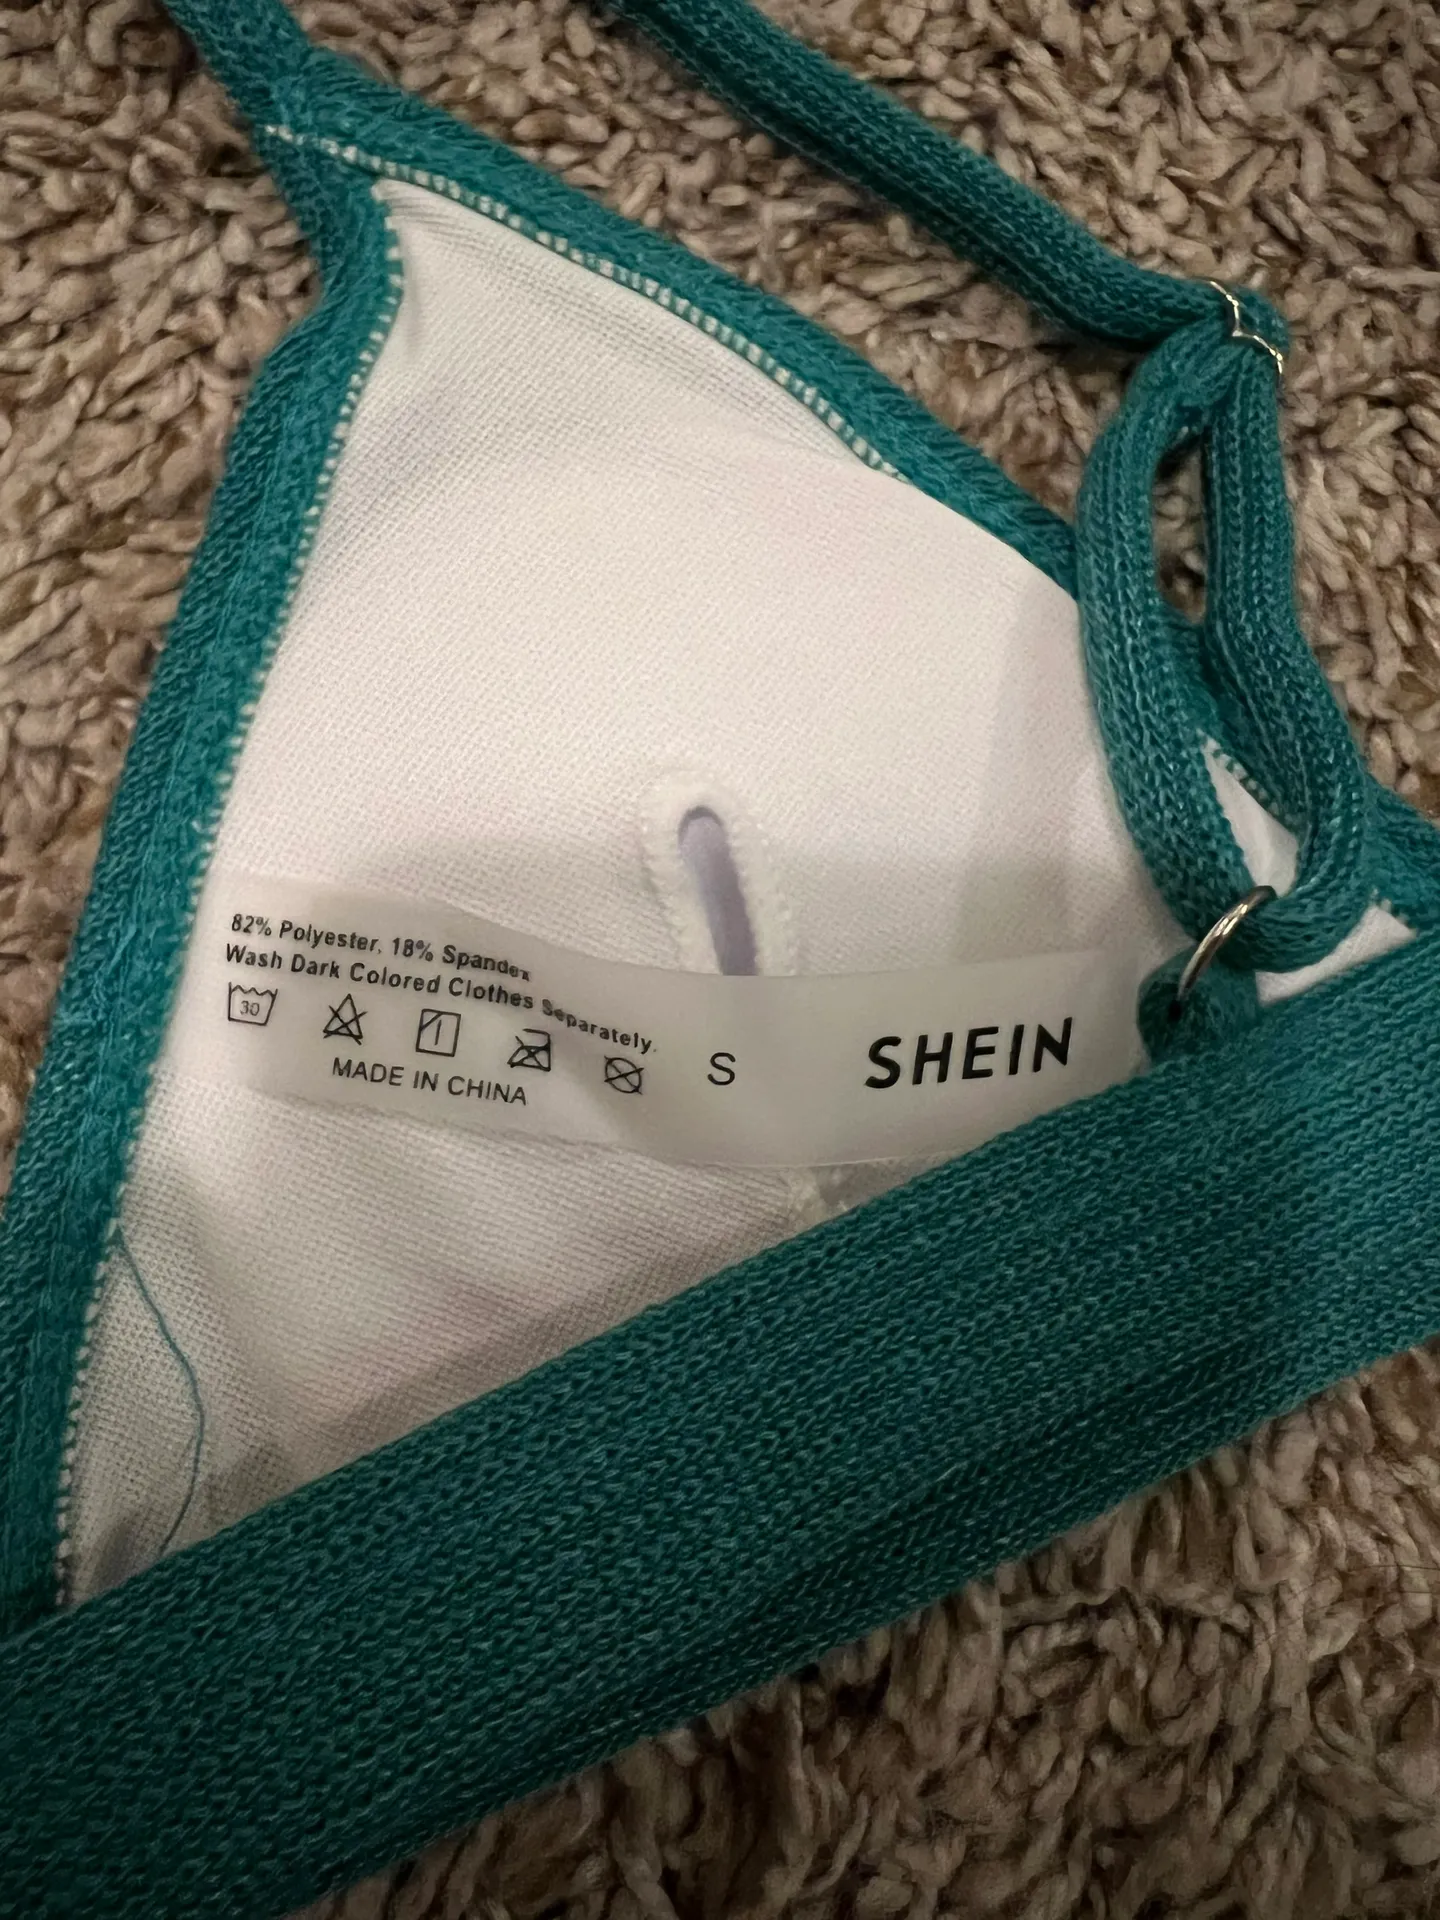 82% Polyester, 18% Spandex
Wash Dark Colored Clothes Separately.
30
MADE IN CHINA
S
SHEIN